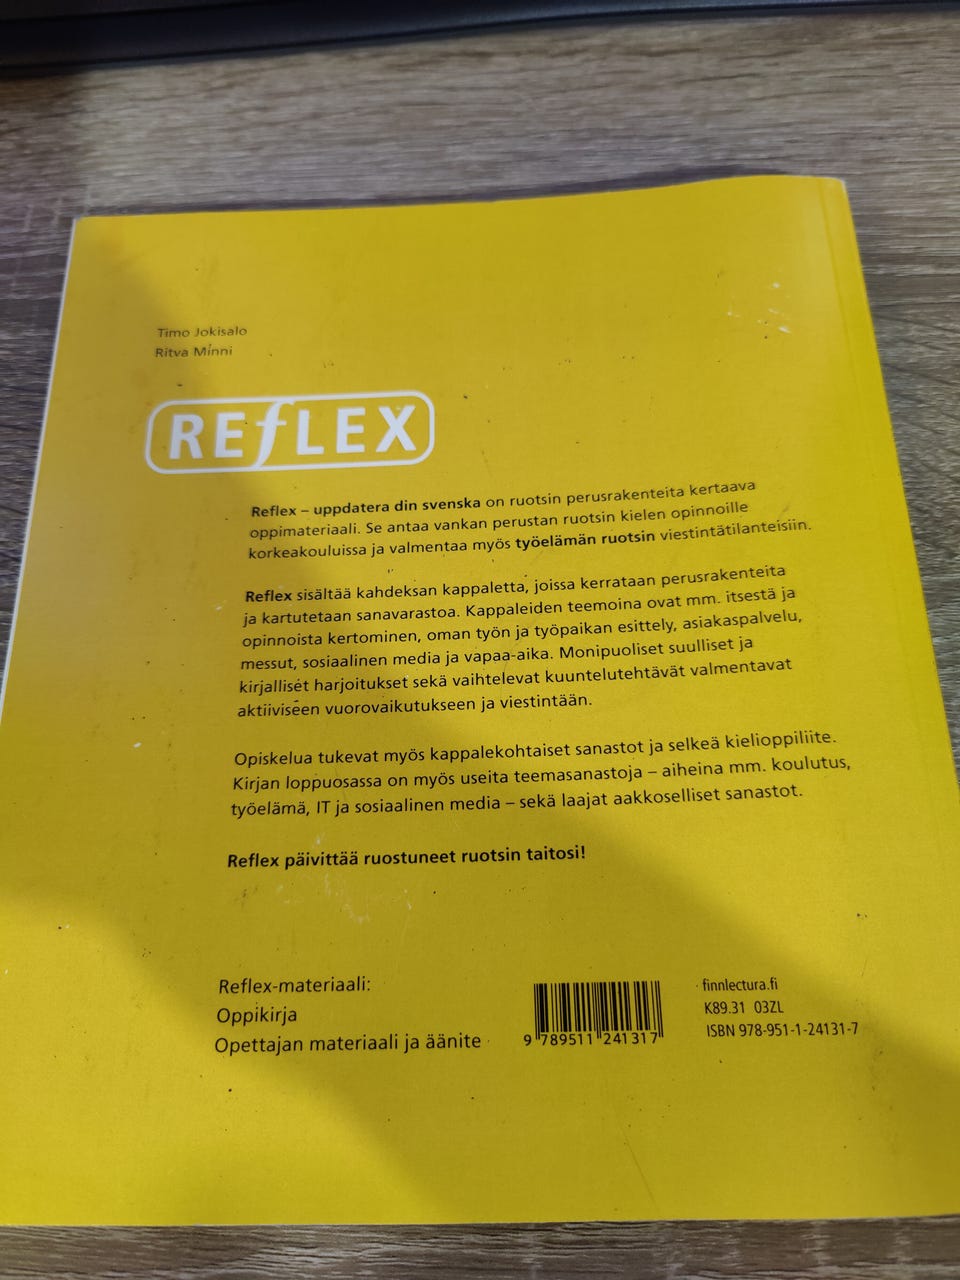 Timo Jokisalo
Ritva Minni
REfLEX
Reflex – uppdatera din svenska on ruotsin perusrakenteita kertaava
oppimateriaali. Se antaa vankan perustan ruotsin kielen opinnoille
korkeakouluissa ja valmentaa myös työelämän ruotsin viestintätilanteisiin.
Reflex sisältää kahdeksan kappaletta, joissa kerrataan perusrakenteita
ja kartutetaan sanavarastoa. Kappaleiden teemoina ovat mm. itsestä ja
opinnoista kertominen, oman työn ja työpaikan esittely, asiakaspalvelu,
messut, sosiaalinen media ja vapaa-aika. Monipuoliset suulliset ja
kirjalliset harjoitukset sekä vaihtelevat kuuntelutehtävät valmentavat
aktiiviseen vuorovaikutukseen ja viestintään.
Opiskelua tukevat myös kappalekohtaiset sanastot ja selkeä kielioppiliite.
Kirjan loppuosassa on myös useita teemasanastoja – aiheina mm. koulutus,
työelämä, IT ja sosiaalinen media – sekä laajat aakkoselliset sanastot.
Reflex päivittää ruostuneet ruotsin taitosi!
Reflex-materiaali:
Oppikirja
Opettajan materiaali ja äänite
9 789511 241317
finnlectura.fi
K89.31 03ZL
ISBN 978-951-1-24131-7